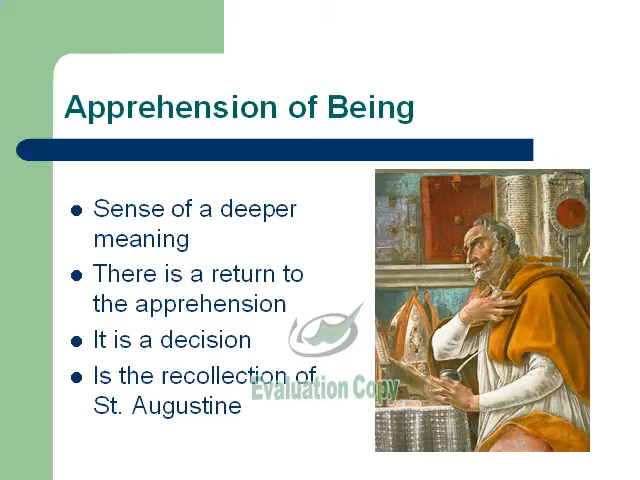 Apprehension of Being
Sense of a deeper
meaning
There is a return to
the apprehension
It is a decision
Is the recollection of
St. Augustine
Evaluation Copy